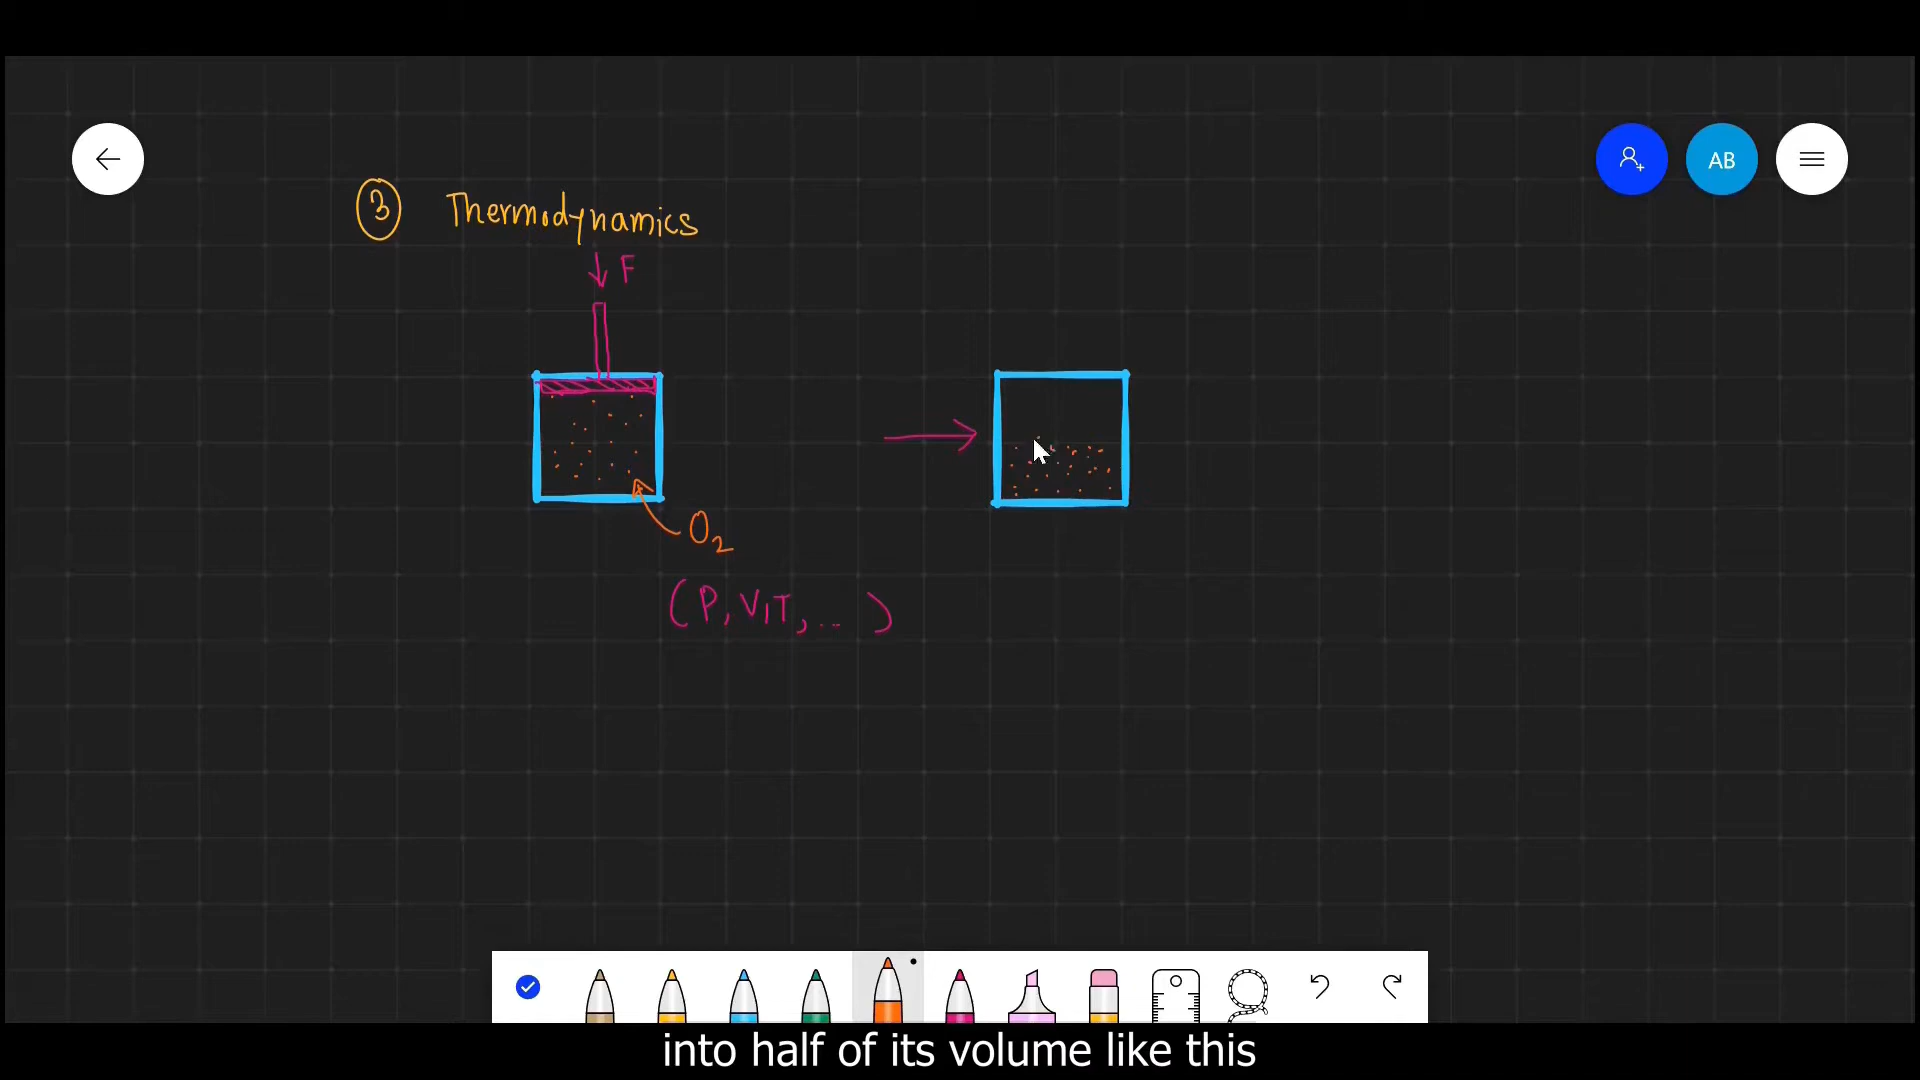 AB
3 Thermodynamics
F
O2
(P, V, T, ... )
into half of its volume like this